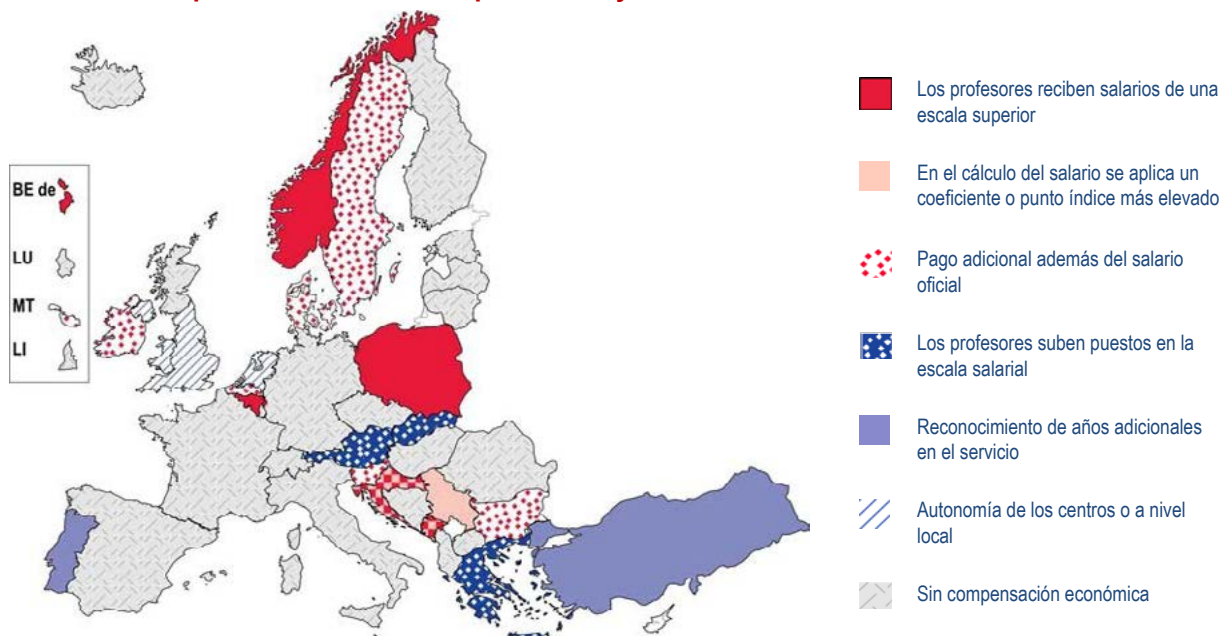 BE de
LU
MT
LI
Los profesores reciben salarios de una
escala superior
En el cálculo del salario se aplica un
coeficiente o punto índice más elevado
Pago adicional además del salario
oficial
Los profesores suben puestos en la
escala salarial
Reconocimiento de años adicionales
en el servicio
Autonomía de los centros o a nivel
local
Sin compensación económica